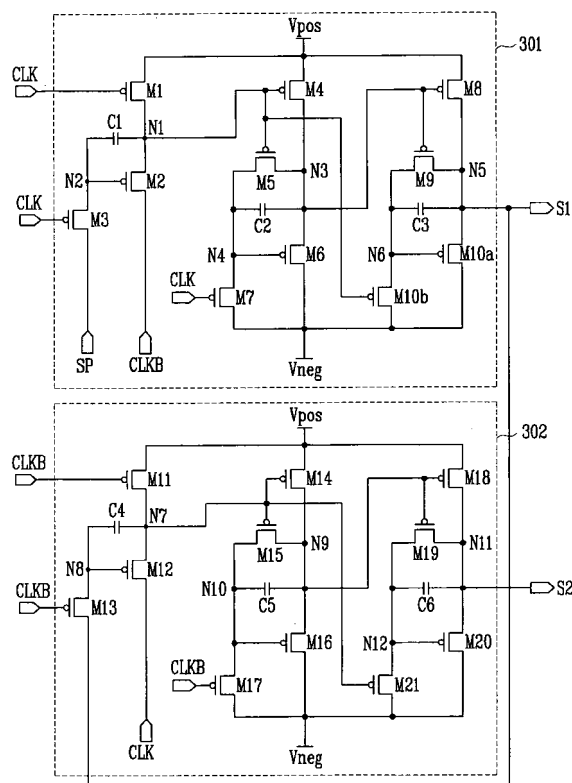 Vpos
301
CLK
M1
M4
M8
C1
N1
N2
M2
M5
N3
M9
N5
CLK
M3
C2
C3
S1
N4
M6
N6
M10a
CLK
M7
M10b
SP
CLKB
Vneg
Vpos
302
CLKB
M11
M14
M18
C4
N7
N8
M12
M15
N9
M19
N11
CLKB
M13
N10
C5
C6
S2
M16
N12
M20
CLKB
M17
M21
CLK
Vneg